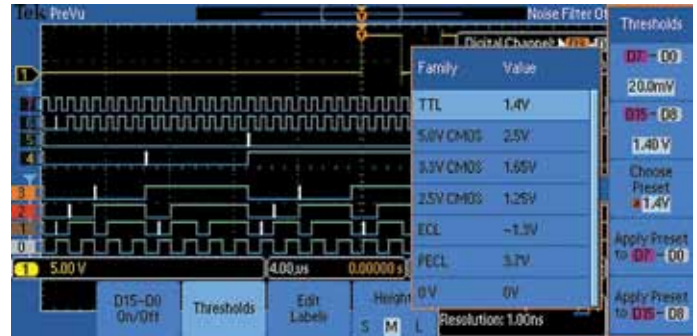 Tek PreVu
Noise Filter Of
Thresholds
D7 - D0
20.0mV
D15 - D8
1.40 V
Choose
Preset
a 1.4V
Apply Preset
to D7 - D0
Apply Preset
to D15 - D8
Digital Channel:
Family Value
TTL 1.4V
5.0V CMOS 2.5V
3.3V CMOS 1.65V
2.5V CMOS 1.25V
ECL -1.3V
PECL 3.7V
0V 0V
1
7
6
5
4
3
2
1
0
1 5.00 V
4.00µs
0.00000 s
D15-D0
On/Off
Thresholds
Edit
Labels
Height
S M L
Resolution: 1.00ns